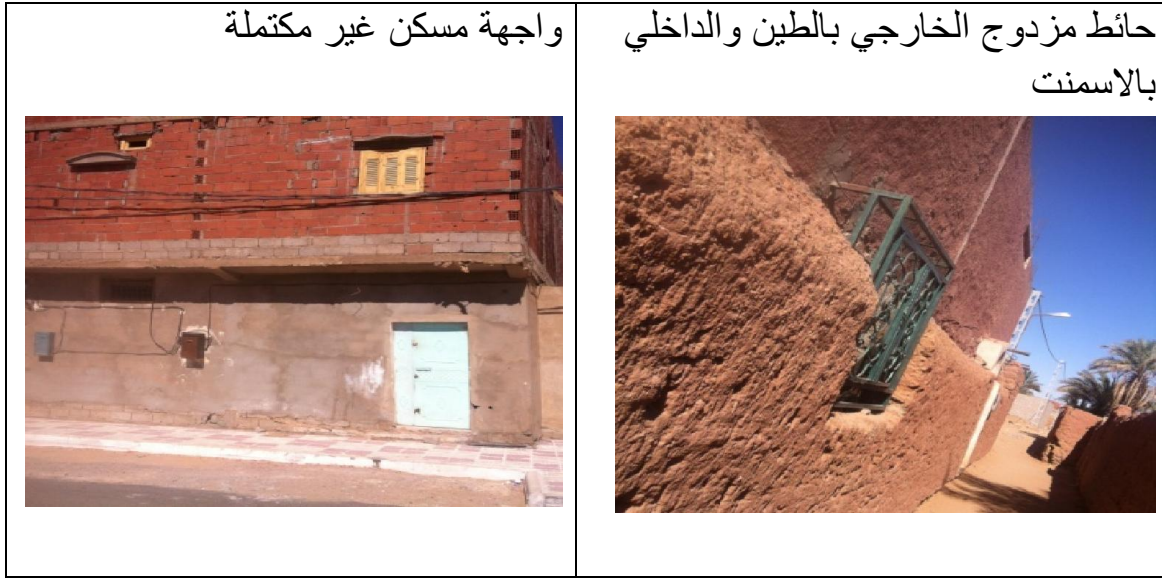 حائط مزدوج الخارجي بالطين والداخلي
بالاسمنت
واجهة مسكن غير مكتملة